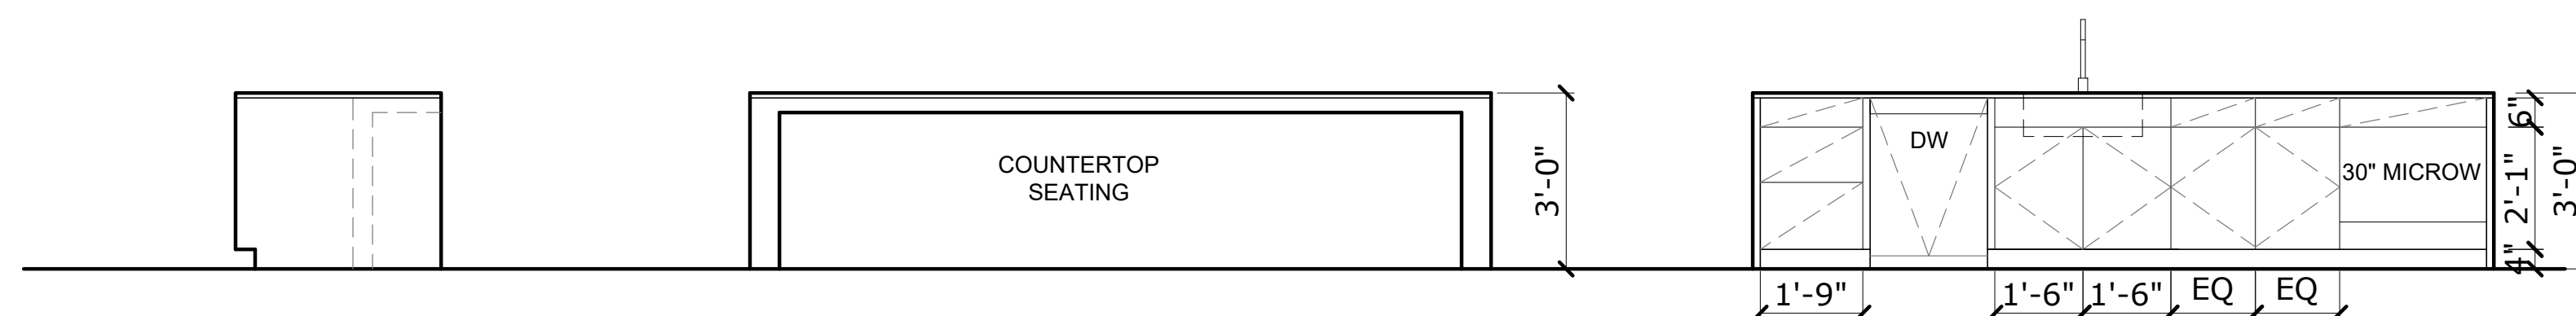 COUNTERTOP
SEATING
3'-0"
DW
30" MICROW
6"
2'-1"
4"
3'-0"
1'-9"
1'-6"
1'-6"
EQ
EQ